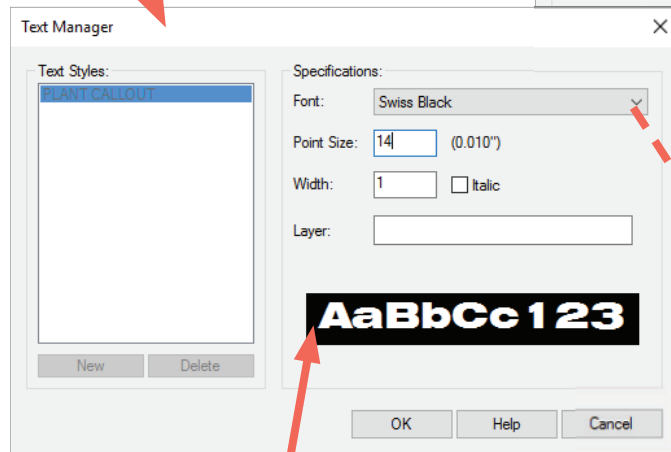 Text Manager
Text Styles:
PLANT CALLOUT
New
Delete
Specifications:
Font:
Swiss Black
Point Size:
14
(0.010")
Width:
1
Italic
Layer:
AaBbCc123
OK
Help
Cancel